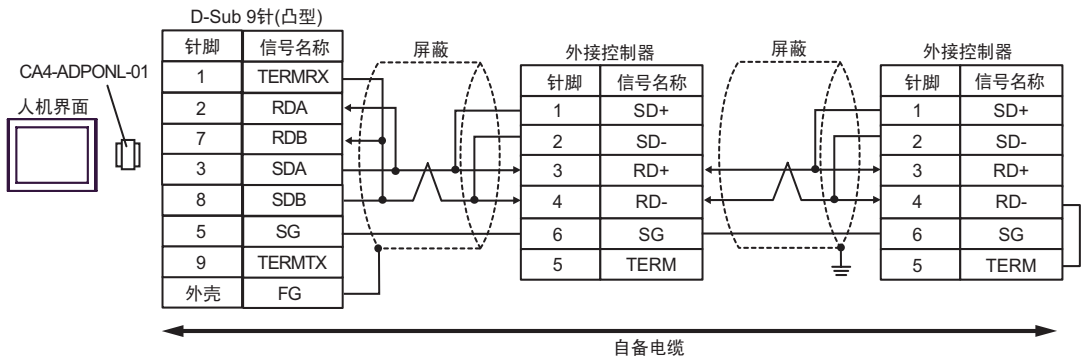 D-Sub 9针(凸型)
针脚 信号名称
1 TERMRX
2 RDA
7 RDB
3 SDA
8 SDB
5 SG
9 TERMTX
外壳 FG
CA4-ADPONL-01
人机界面
屏蔽
外接控制器
针脚 信号名称
1 SD+
2 SD-
3 RD+
4 RD-
6 SG
5 TERM
屏蔽
外接控制器
针脚 信号名称
1 SD+
2 SD-
3 RD+
4 RD-
6 SG
5 TERM
自备电缆